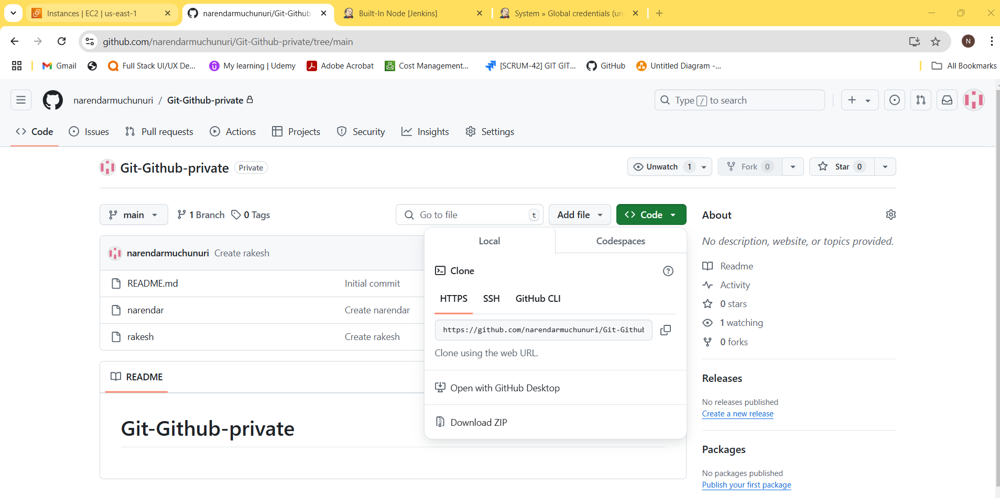 Instances | EC2 | us-east-1
narendarmuchunuri/Git-Github
Built-In Node [Jenkins]
System » Global credentials (un
github.com/narendarmuchunuri/Git-Github-private/tree/main
N
Gmail
Full Stack UI/UX De...
My learning | Udemy
Adobe Acrobat
Cost Management...
[SCRUM-42] GIT GIT...
GitHub
Untitled Diagram -...
All Bookmarks
narendarmuchunuri / Git-Github-private
Type / to search
Code
Issues
Pull requests
Actions
Projects
Security
Insights
Settings
Git-Github-private Private
Unwatch 1
Fork 0
Star 0
main
1 Branch
0 Tags
Go to file t
Add file
Code
narendarmuchunuri Create rakesh
README.md Initial commit
narendar Create narendar
rakesh Create rakesh
README
Git-Github-private
Local
Codespaces
Clone
HTTPS
SSH
GitHub CLI
https://github.com/narendarmuchunuri/Git-Github
Clone using the web URL.
Open with GitHub Desktop
Download ZIP
About
No description, website, or topics provided.
Readme
Activity
0 stars
1 watching
0 forks
Releases
No releases published
Create a new release
Packages
No packages published
Publish your first package